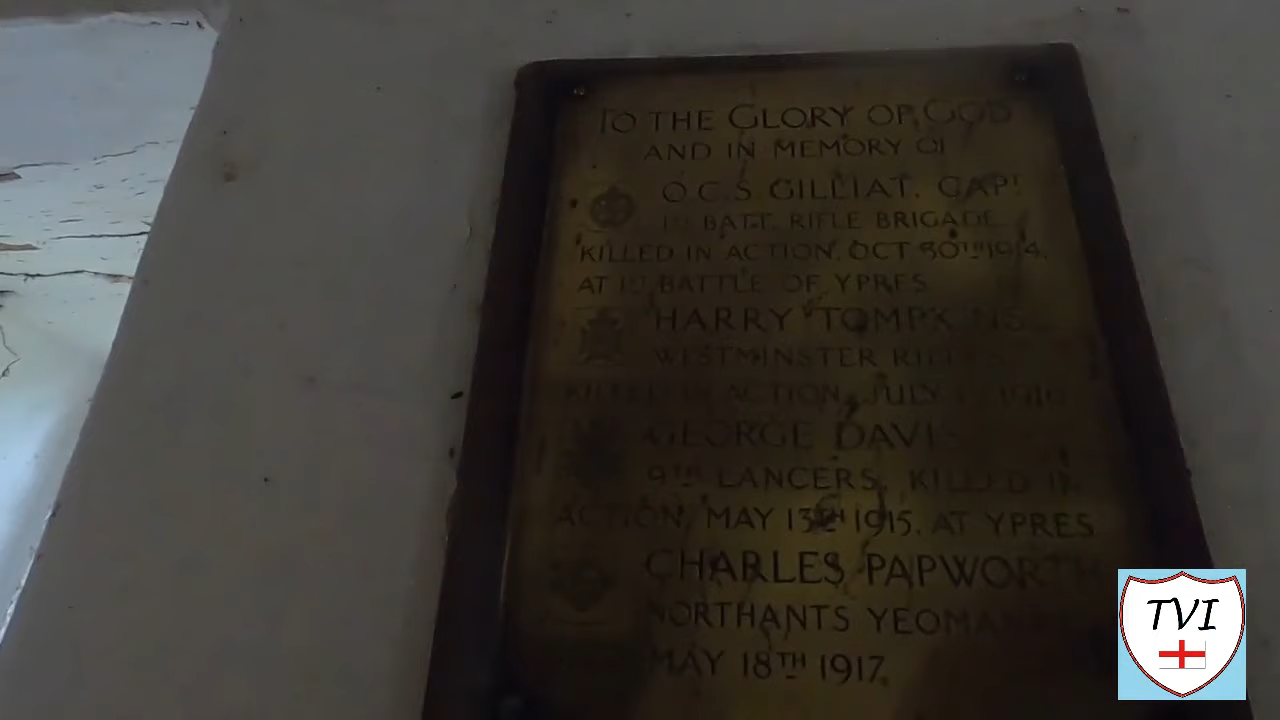 TO THE GLORY OF GOD
AND IN MEMORY OF
O.C.S GILLIAT. CAPT
1ST BATT. RIFLE BRIGADE
KILLED IN ACTION, OCT 30TH 1914,
AT 1ST BATTLE OF YPRES
HARRY TOMPKINS
WESTMINSTER RIFLES
KILLED IN ACTION, JULY 1916
GEORGE DAVIS
9TH LANCERS, KILLED IN
ACTION, MAY 13TH 1915, AT YPRES
CHARLES PAPWORTH
NORTHANTS YEOMANRY
MAY 18TH 1917,
TVI